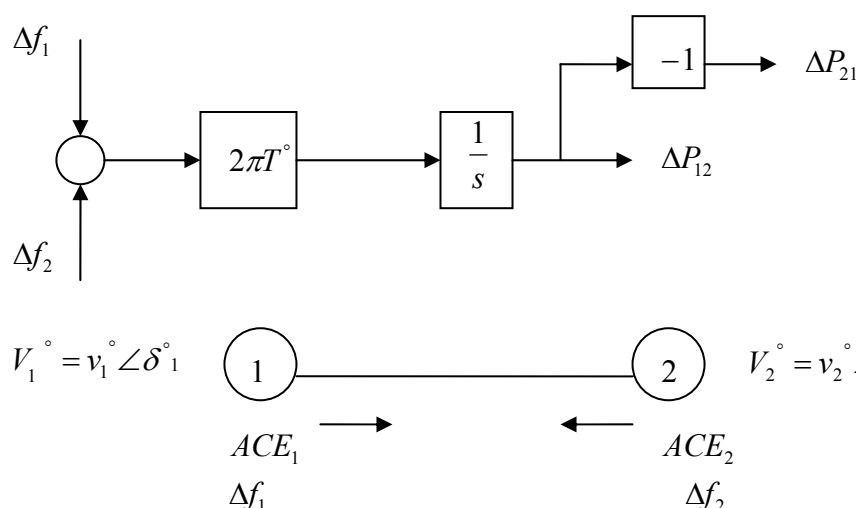 Δf₁
−1
ΔP₂₁
2πT°
1/s
ΔP₁₂
Δf₂
V₁° = v₁°∠δ°₁
1
2
V₂° = v₂°
ACE₁
ACE₂
Δf₁
Δf₂